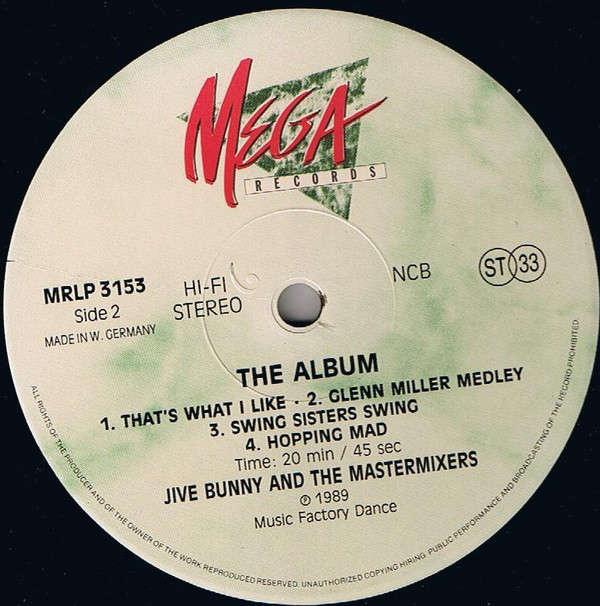 MEGA
RECORDS
MRLP 3153
Side 2
MADE IN W. GERMANY
HI-FI
STEREO
NCB
ST 33
THE ALBUM
1. THAT'S WHAT I LIKE · 2. GLENN MILLER MEDLEY
3. SWING SISTERS SWING
4. HOPPING MAD
Time: 20 min / 45 sec
JIVE BUNNY AND THE MASTERMIXERS
℗ 1989
Music Factory Dance
ALL RIGHTS OF THE PRODUCER AND OF THE OWNER OF THE WORK REPRODUCED RESERVED. UNAUTHORIZED COPYING HIRING PUBLIC PERFORMANCE AND BROADCASTING OF THE RECORD PROHIBITED.